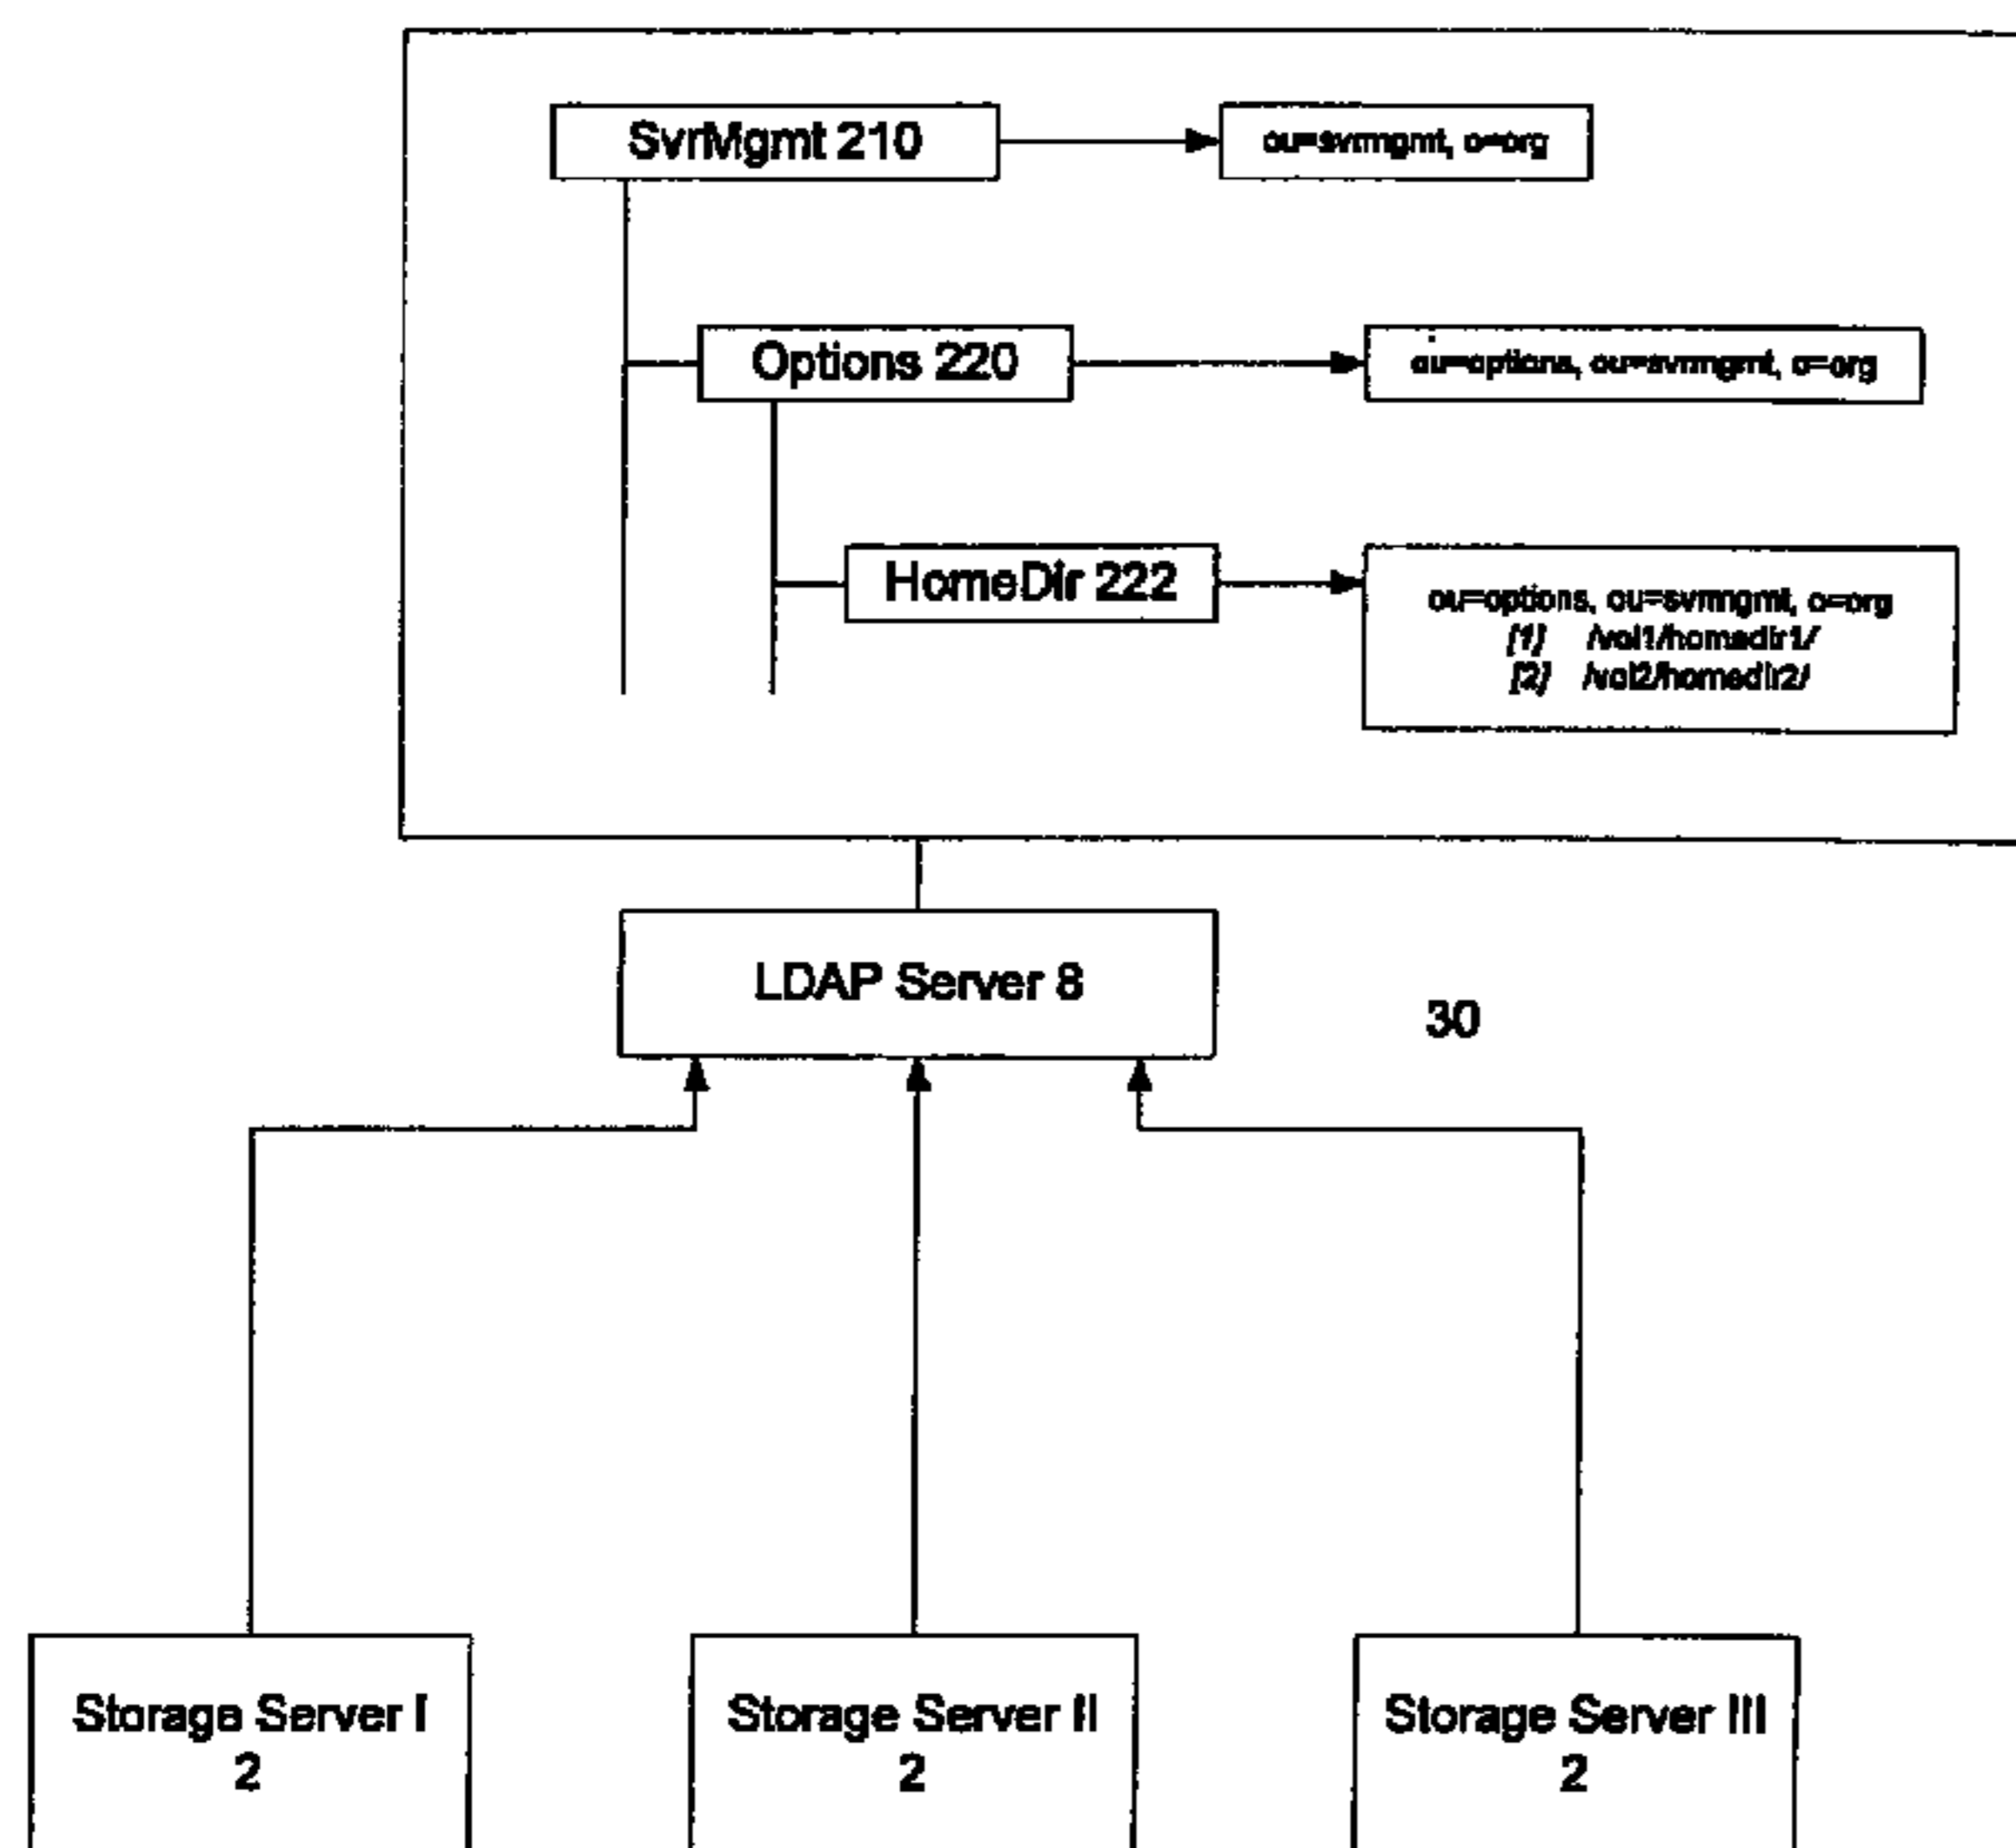 SvrMgmt 210
ou=svrmgmt, o=org
Options 220
ou=options, ou=svrmgmt, o=org
HomeDir 222
ou=options, ou=svrmgmt, o=org
[1] /vol1/homedir1/
[2] /vol2/homedir2/
LDAP Server 8
30
Storage Server I
2
Storage Server II
2
Storage Server III
2